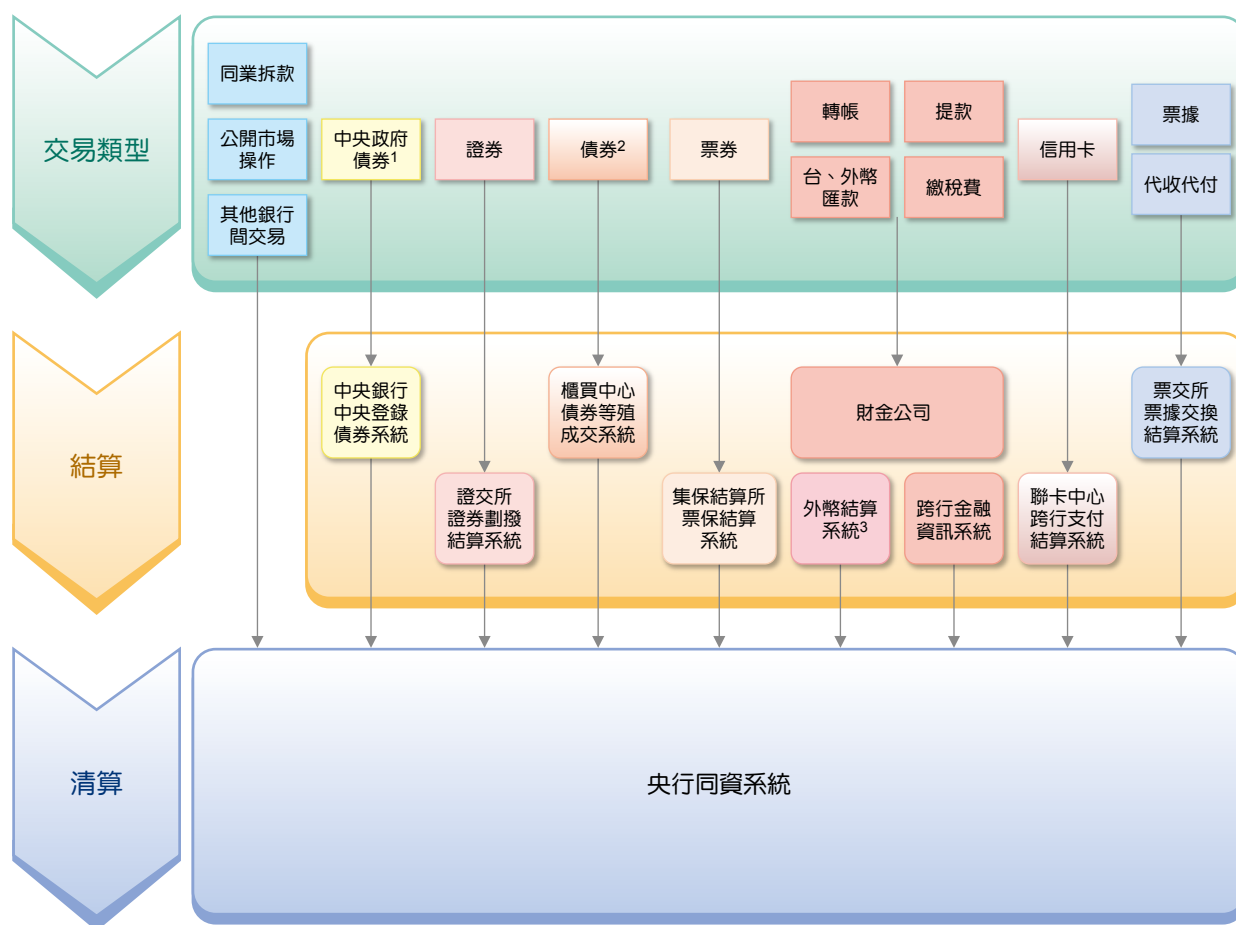 交易類型
同業拆款
公開市場
操作
其他銀行
間交易
中央政府
債券1
證券
債券2
票券
轉帳
提款
台、外幣
匯款
繳稅費
信用卡
票據
代收代付
結算
中央銀行
中央登錄
債券系統
證交所
證券劃撥
結算系統
櫃買中心
債券等殖
成交系統
集保結算所
票保結算
系統
財金公司
外幣結算
系統3
跨行金融
資訊系統
聯卡中心
跨行支付
結算系統
票交所
票據交換
結算系統
清算
央行同資系統